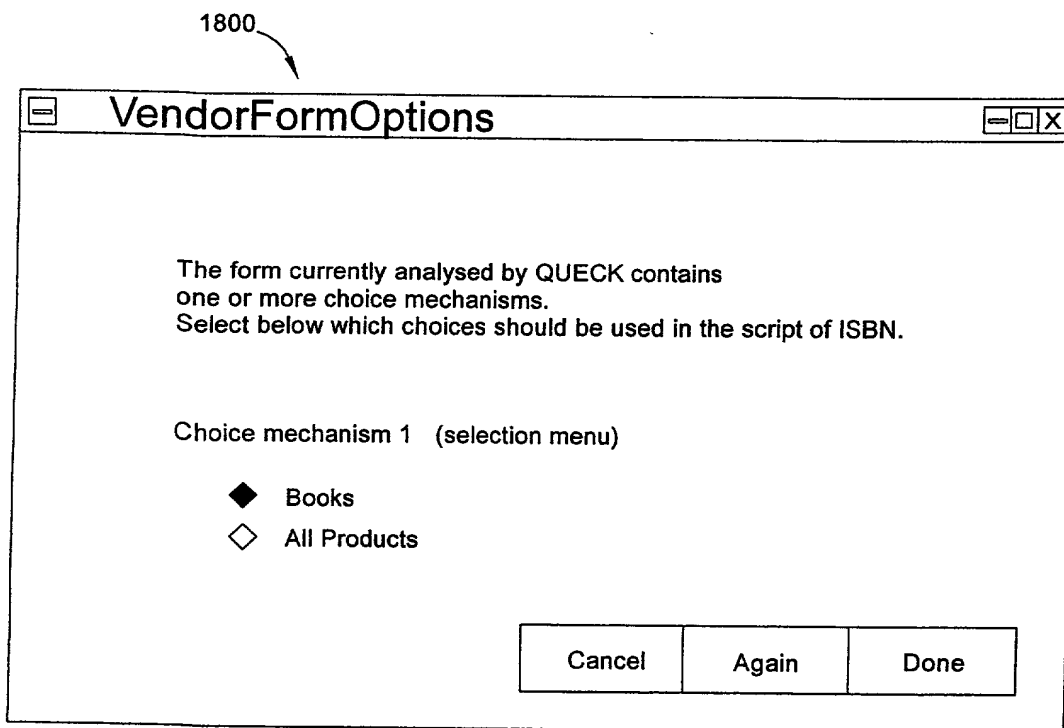 1800
VendorFormOptions
The form currently analysed by QUECK contains
one or more choice mechanisms.
Select below which choices should be used in the script of ISBN.
Choice mechanism 1 (selection menu)
Books
All Products
Cancel Again Done